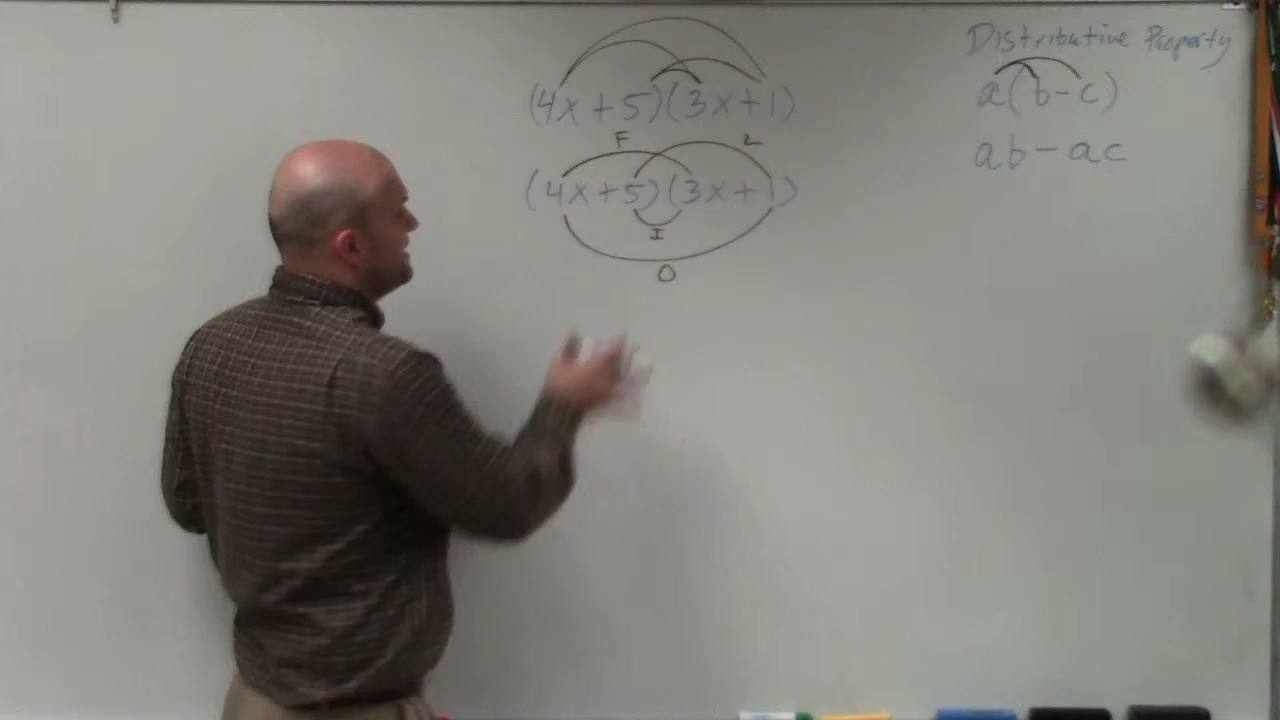 (4x+5)(3x+1)
F L
(4x+5)(3x+1)
I
O
Distributive Property
a(b-c)
ab-ac